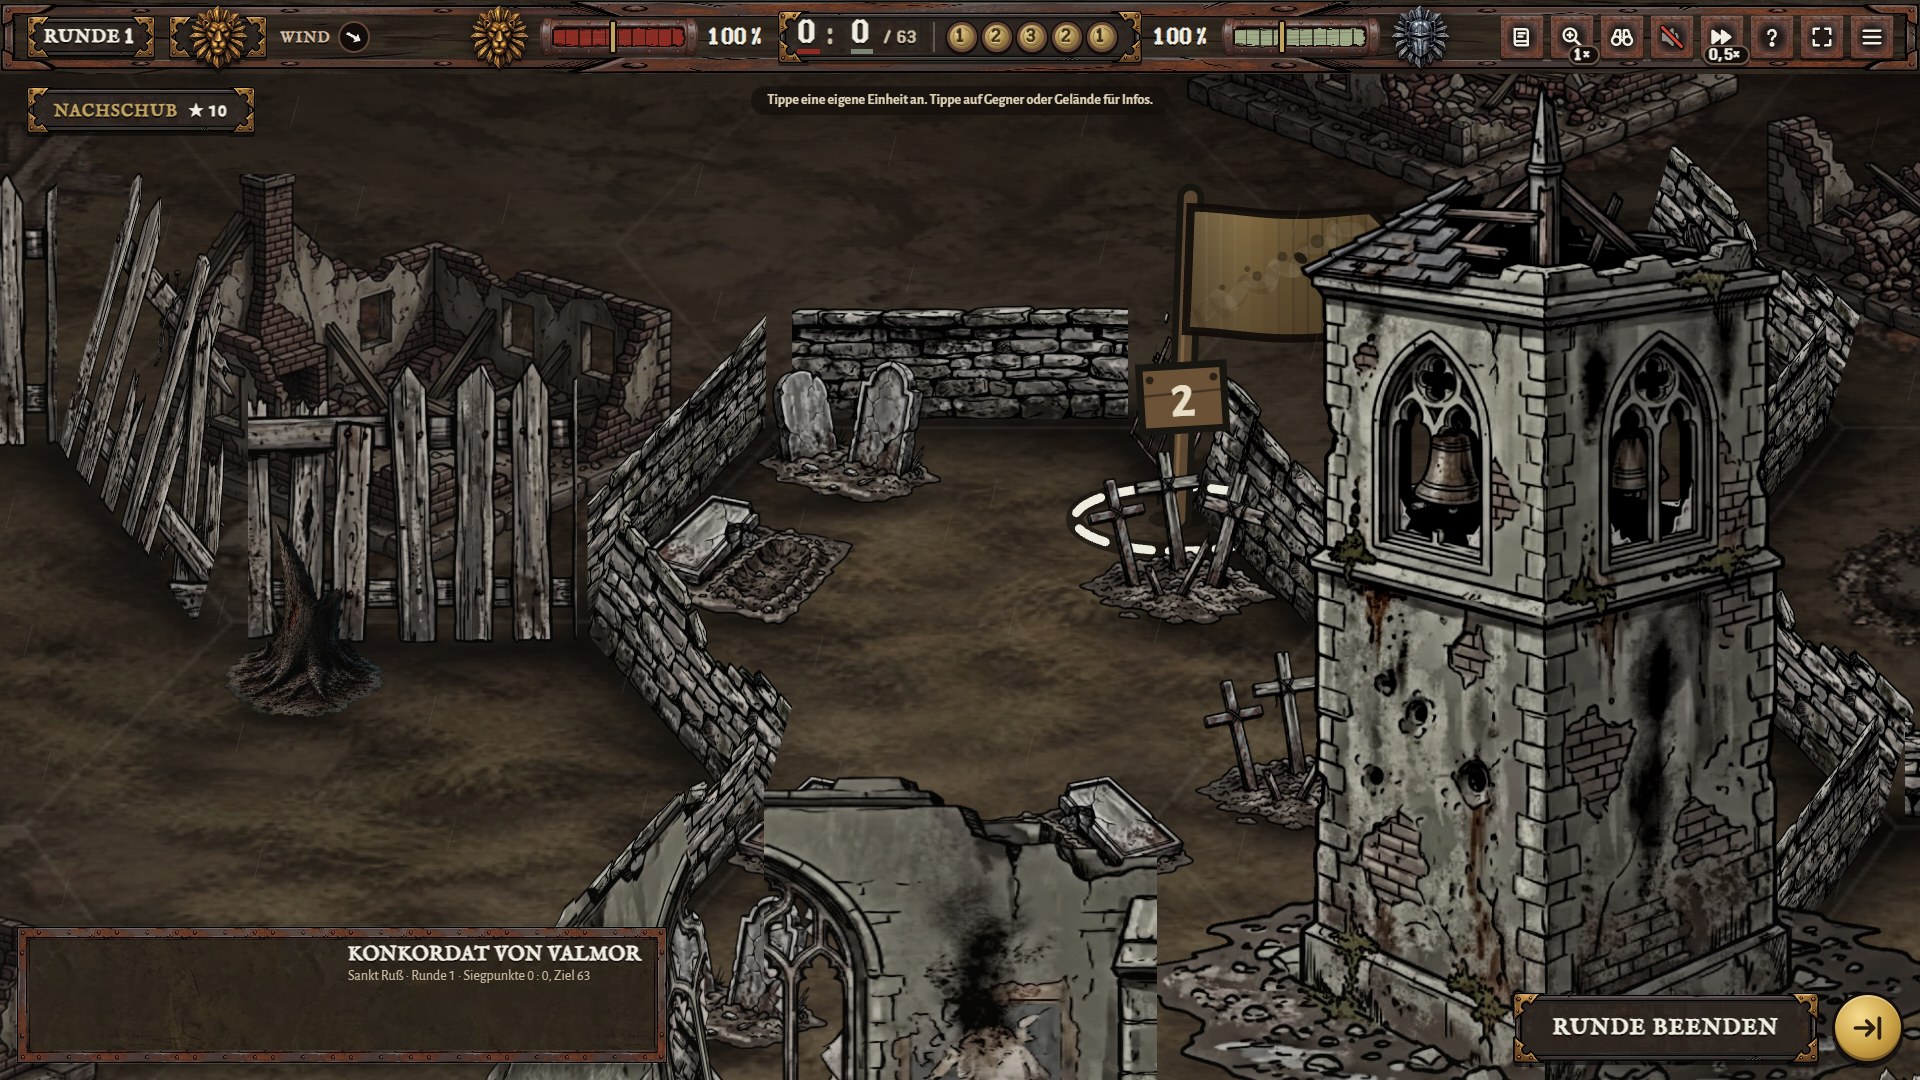 RUNDE 1
WIND
100%
0 : 0 / 63
1 2 3 2 1
100%
1×
0,5×
?
NACHSCHUB ★ 10
Tippe eine eigene Einheit an. Tippe auf Gegner oder Gelände für Infos.
2
KONKORDAT VON VALMOR
Sankt Ruß · Runde 1 · Siegpunkte 0 : 0, Ziel 63
RUNDE BEENDEN